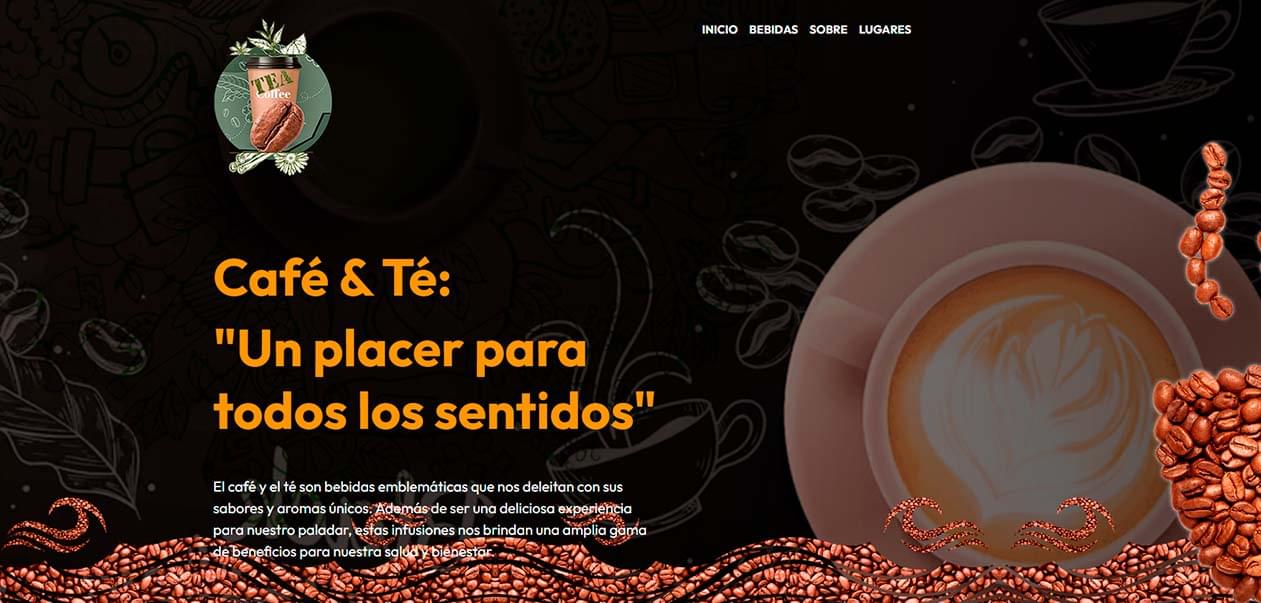 INICIO BEBIDAS SOBRE LUGARES
TEA
Coffee
Café & Té:
"Un placer para
todos los sentidos"
El café y el té son bebidas emblemáticas que nos deleitan con sus
sabores y aromas únicos. Además de ser una deliciosa experiencia
para nuestro paladar, estas infusiones nos brindan una amplia gama
de beneficios para nuestra salud y bienestar.